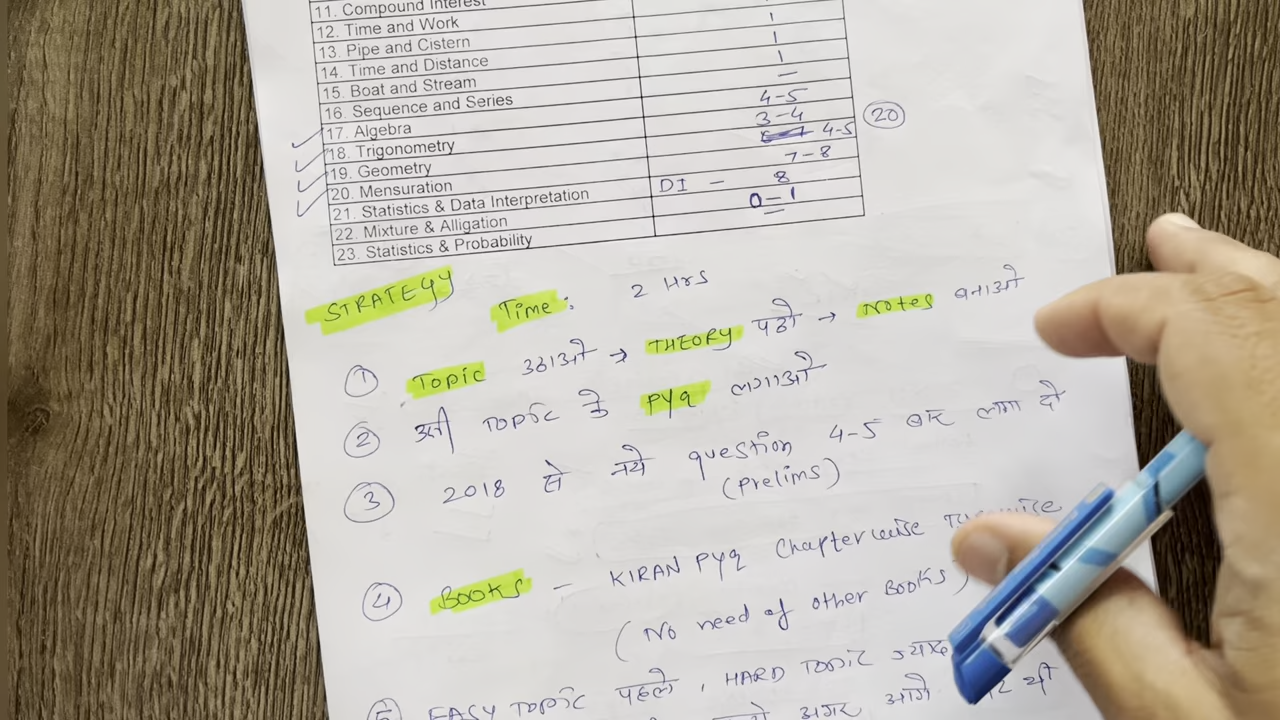 11. Compound Interest
12. Time and Work 1
13. Pipe and Cistern 1
14. Time and Distance 1
15. Boat and Stream —
16. Sequence and Series 4-5
17. Algebra 3-4
18. Trigonometry 4-5 20
19. Geometry 7-8
20. Mensuration DI - 8
21. Statistics & Data Interpretation 0-1
22. Mixture & Alligation
23. Statistics & Probability
STRATEGY Time: 2 Hrs
① Topic उठाओ → THEORY पढो → Notes बनाओ
② उसी TOPIC के PYQ लगाओ
③ 2018 से नये question 4-5 बार लगा दो
(Prelims)
④ BOOKS - KIRAN PYQ Chapterwise
(No need of other BOOKS)
EASY TOPIC पहले, HARD TOPIC
अगर आगे